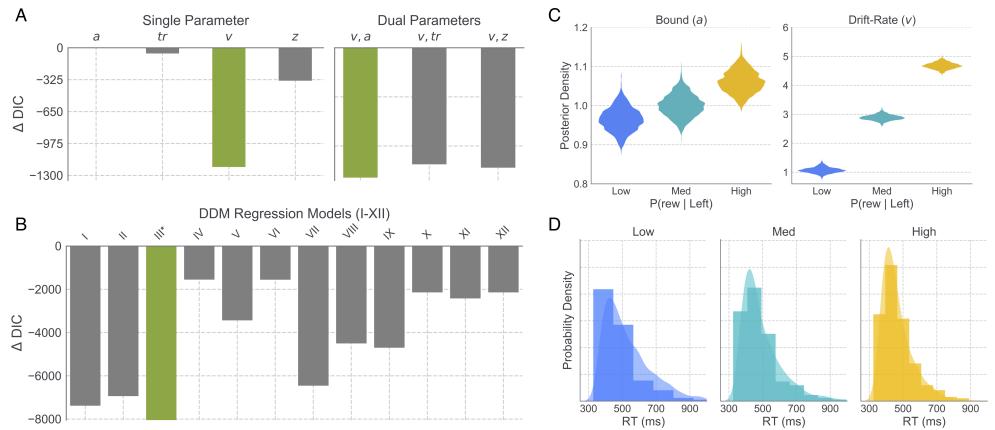 A
Single Parameter
Dual Parameters
a
tr
v
z
v, a
v, tr
v, z
0
−325
−650
−975
−1300
Δ DIC
B
DDM Regression Models (I-XII)
I
II
III*
IV
V
VI
VII
VIII
IX
X
XI
XII
0
−2000
−4000
−6000
−8000
Δ DIC
C
Bound (a)
Drift-Rate (v)
1.2
1.1
1.0
0.9
0.8
Posterior Density
6
5
4
3
2
1
Low
Med
High
Low
Med
High
P(rew | Left)
P(rew | Left)
D
Low
Med
High
Probability Density
300
500
700
900
300
500
700
900
300
500
700
900
RT (ms)
RT (ms)
RT (ms)